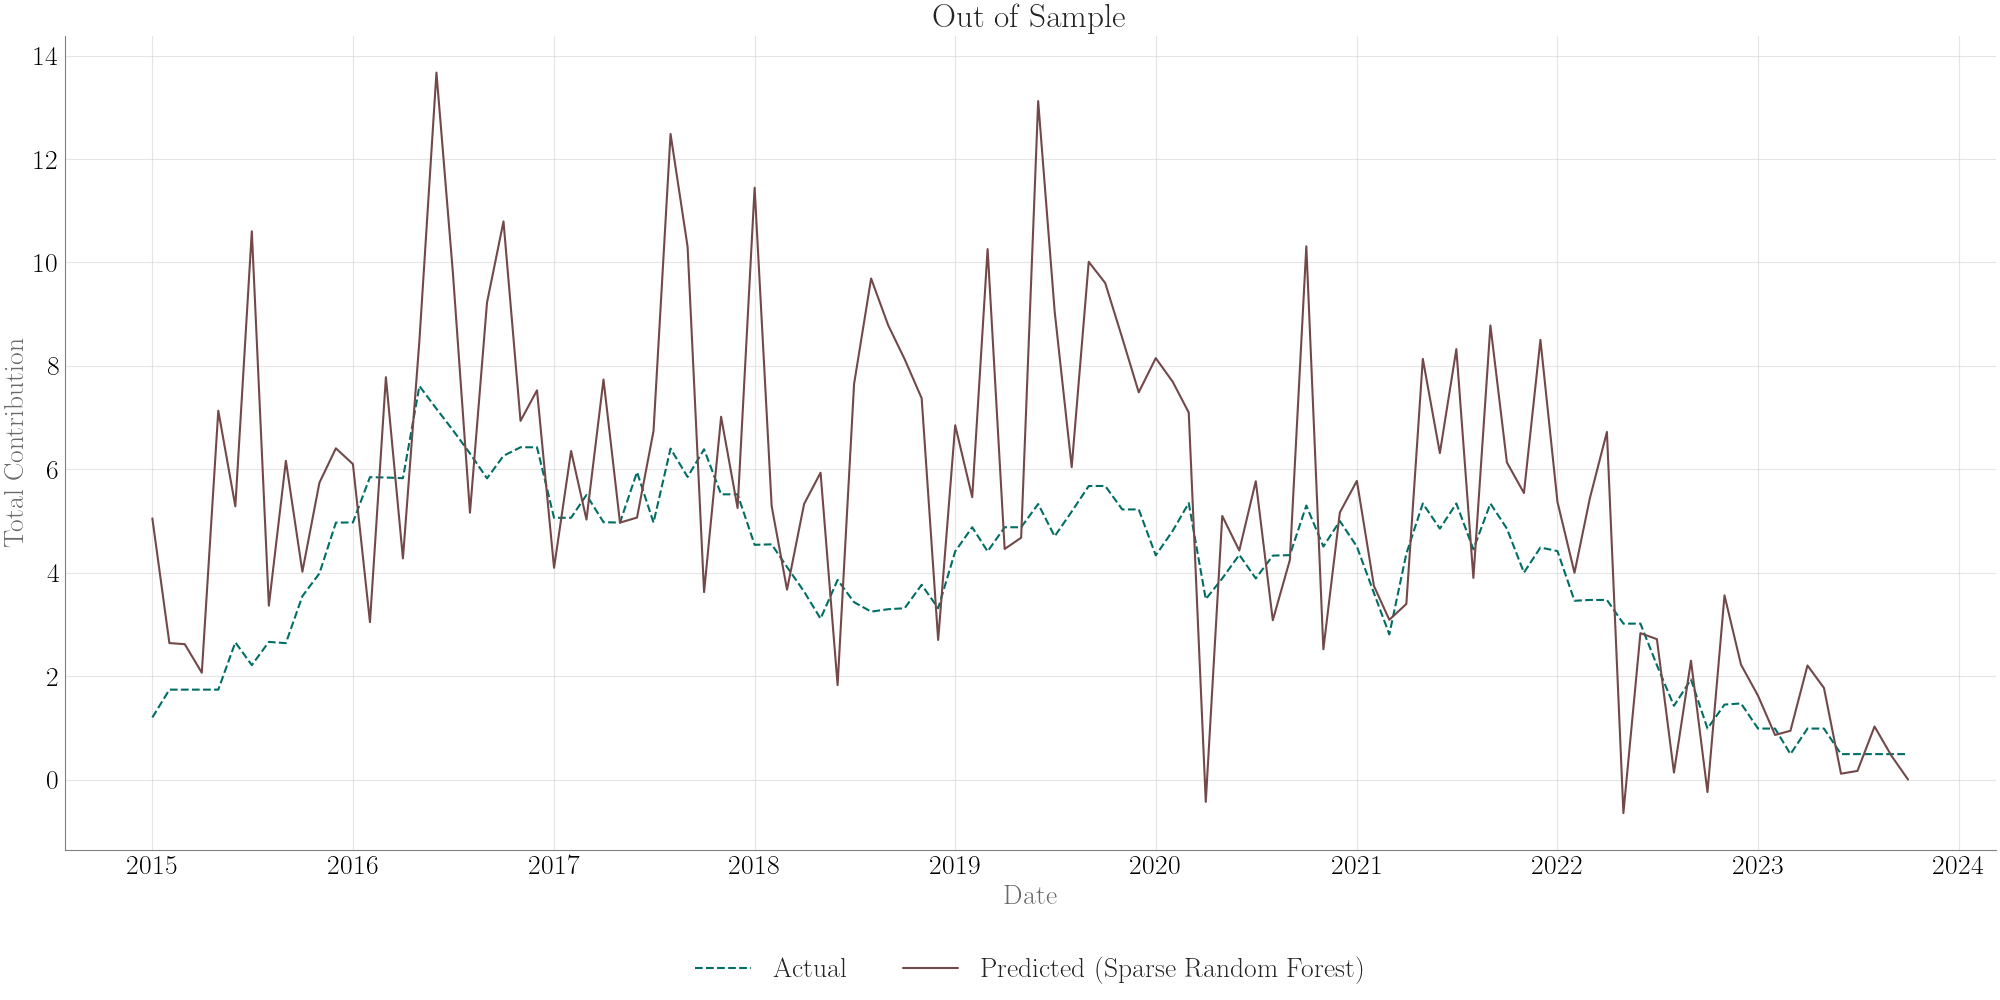 Out of Sample
Total Contribution
14
12
10
8
6
4
2
0
2015 2016 2017 2018 2019 2020 2021 2022 2023 2024
Date
Actual Predicted (Sparse Random Forest)